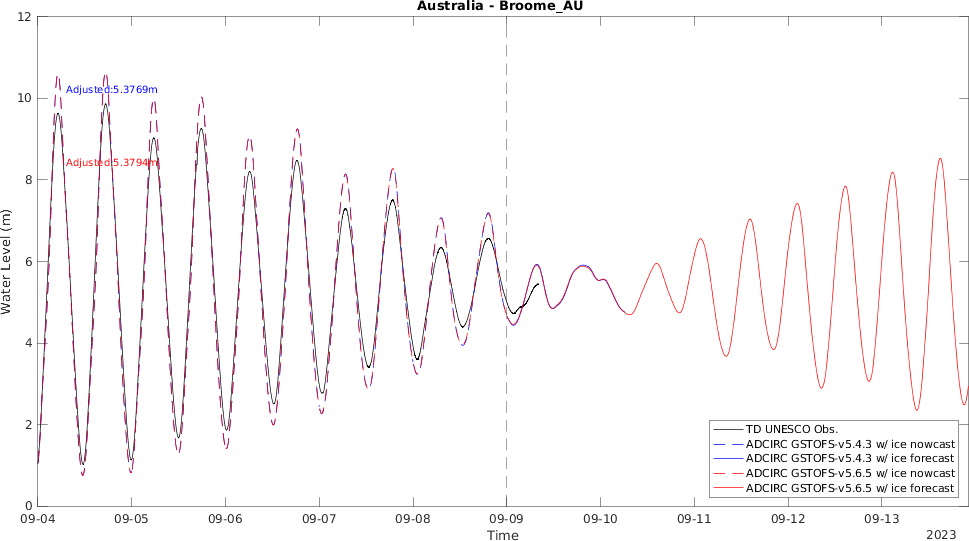 Australia - Broome_AU
12
10
8
6
4
2
0
Water Level (m)
Adjusted:5.3769m
Adjusted:5.3794m
TD UNESCO Obs.
ADCIRC GSTOFS-v5.4.3 w/ ice nowcast
ADCIRC GSTOFS-v5.4.3 w/ ice forecast
ADCIRC GSTOFS-v5.6.5 w/ ice nowcast
ADCIRC GSTOFS-v5.6.5 w/ ice forecast
09-04 09-05 09-06 09-07 09-08 09-09 09-10 09-11 09-12 09-13
Time
2023